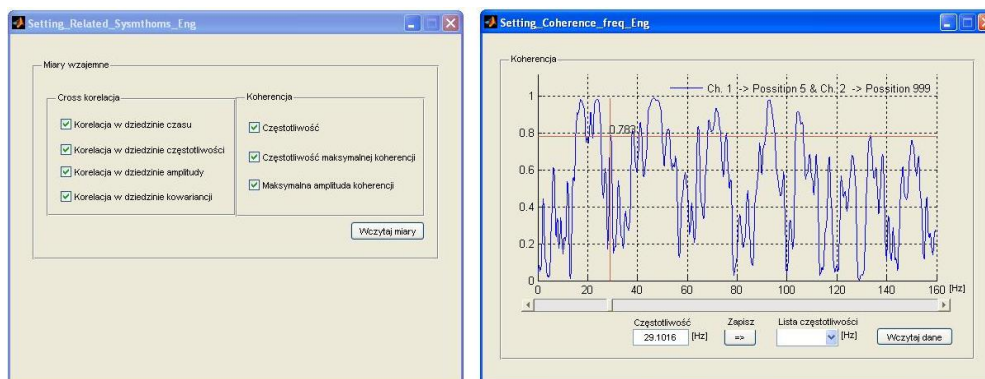 Setting_Related_Sysmthoms_Eng
Miary wzajemne
Cross korelacja
Korelacja w dziedzinie czasu
Korelacja w dziedzinie częstotliwości
Korelacja w dziedzinie amplitudy
Korelacja w dziedzinie kowariancji
Koherencja
Częstotliwość
Częstotliwość maksymalnej koherencji
Maksymalna amplituda koherencji
Wczytaj miary
Setting_Coherence_freq_Eng
Koherencja
Ch. 1 -> Possition 5 & Ch. 2 -> Possition 999
1
0.8
0.783
0.6
0.4
0.2
0
0 20 40 60 80 100 120 140 160 [Hz]
Częstotliwość Zapisz Lista częstotliwości
29.1016 [Hz] => [Hz] Wczytaj dane